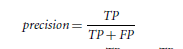 precision = TP / TP + FP